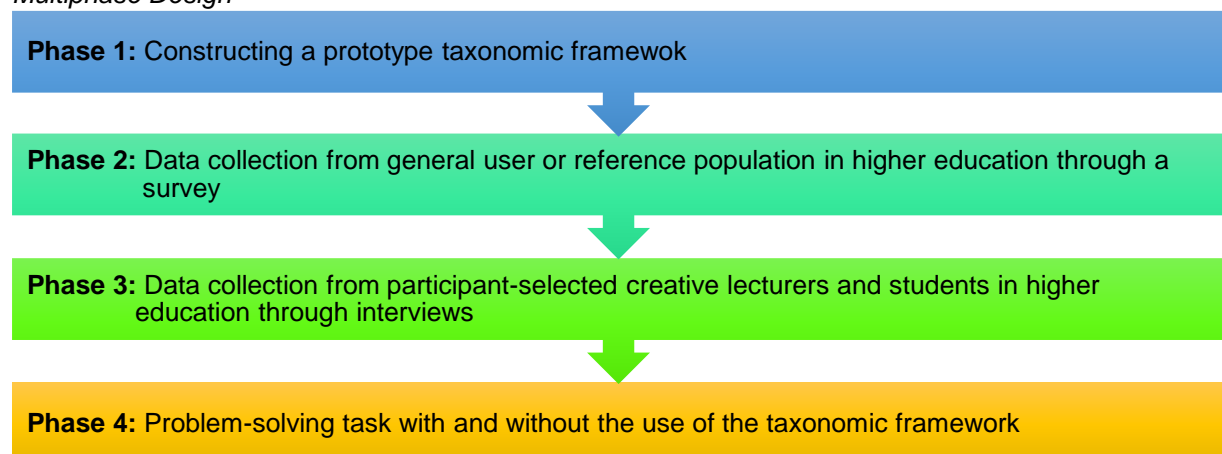 Multiphase Design
Phase 1: Constructing a prototype taxonomic framewok
Phase 2: Data collection from general user or reference population in higher education through a
survey
Phase 3: Data collection from participant-selected creative lecturers and students in higher
education through interviews
Phase 4: Problem-solving task with and without the use of the taxonomic framework